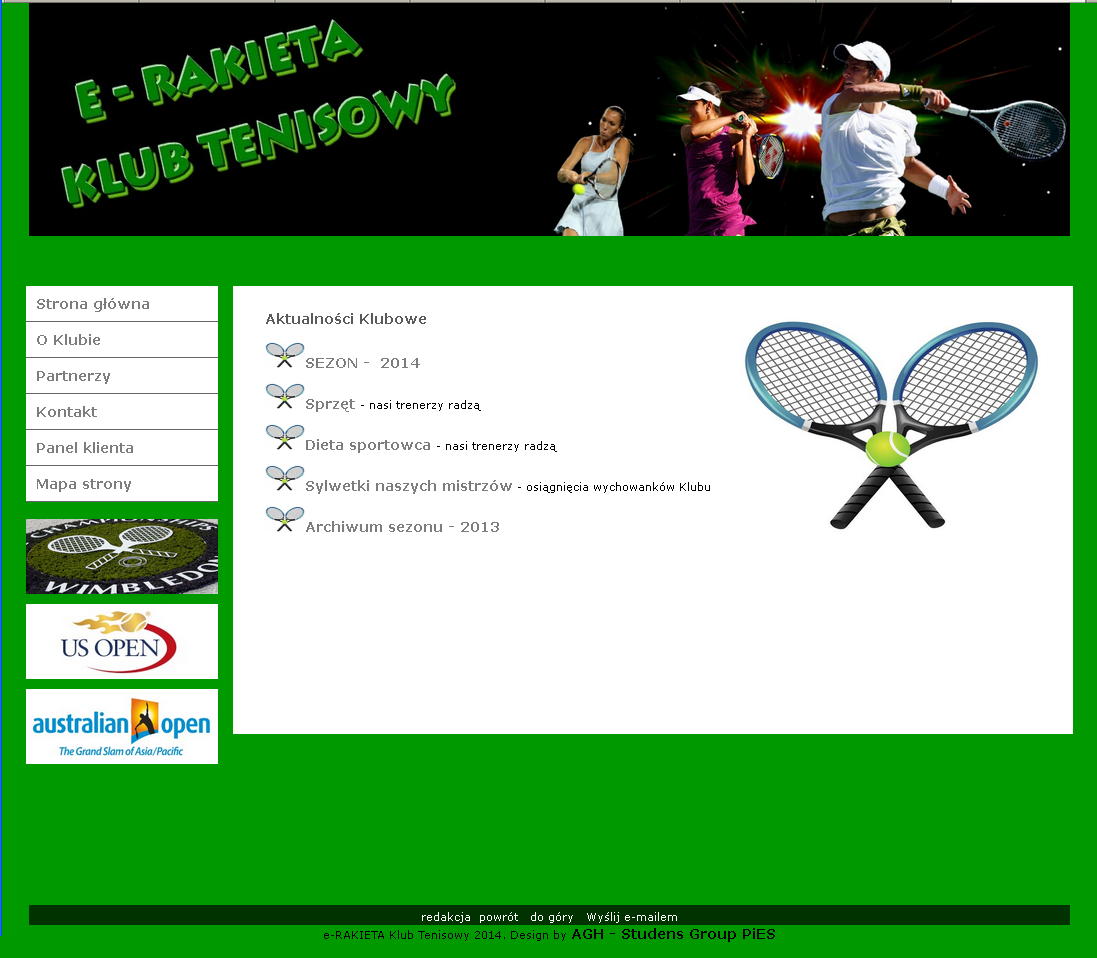 E - RAKIETA
KLUB TENISOWY
Strona główna
O Klubie
Partnerzy
Kontakt
Panel klienta
Mapa strony
CHAMPIONSHIPS
WIMBLEDON
US OPEN
australian open
The Grand Slam of Asia/Pacific
Aktualności Klubowe
SEZON - 2014
Sprzęt - nasi trenerzy radzą
Dieta sportowca - nasi trenerzy radzą
Sylwetki naszych mistrzów - osiągnięcia wychowanków Klubu
Archiwum sezonu - 2013
redakcja powrót do góry Wyślij e-mailem
e-RAKIETA Klub Tenisowy 2014. Design by AGH - Studens Group PiES